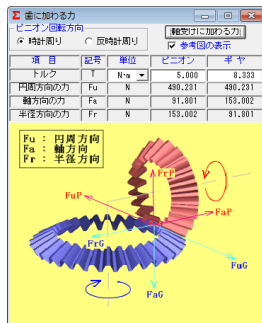 Σ 歯に加わる力
ピニオン回転方向
時計周り 反時計周り
軸受けに加わる力
参考図の表示
項 目 記号 単位 ピニオン ギ ヤ
トルク T N・m 5.000 8.333
円周方向の力 Fu N 490.231 490.231
軸方向の力 Fa N 91.801 153.002
半径方向の力 Fr N 153.002 91.801
Fu : 円周方向
Fa : 軸方向
Fr : 半径方向
FrP
FuP
FaP
FrG
FuG
FaG